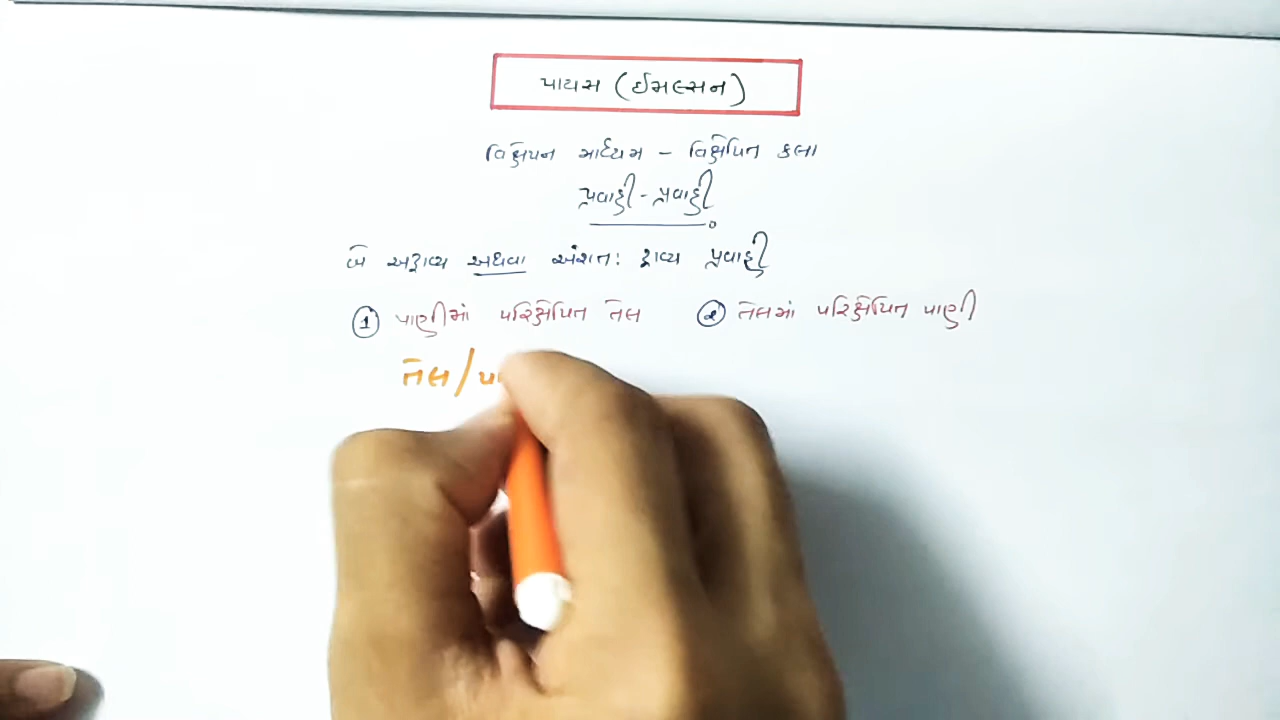 પાયસ (ઈમલ્સન)
વિક્ષેપન માધ્યમ - વિક્ષેપિત કલા
પ્રવાહી - પ્રવાહી
બે અદ્રાવ્ય અથવા અંશતઃ દ્રાવ્ય પ્રવાહી
① પાણીમાં પરિક્ષેપિત તેલ ② તેલમાં પરિક્ષેપિત પાણી
તેલ/પા